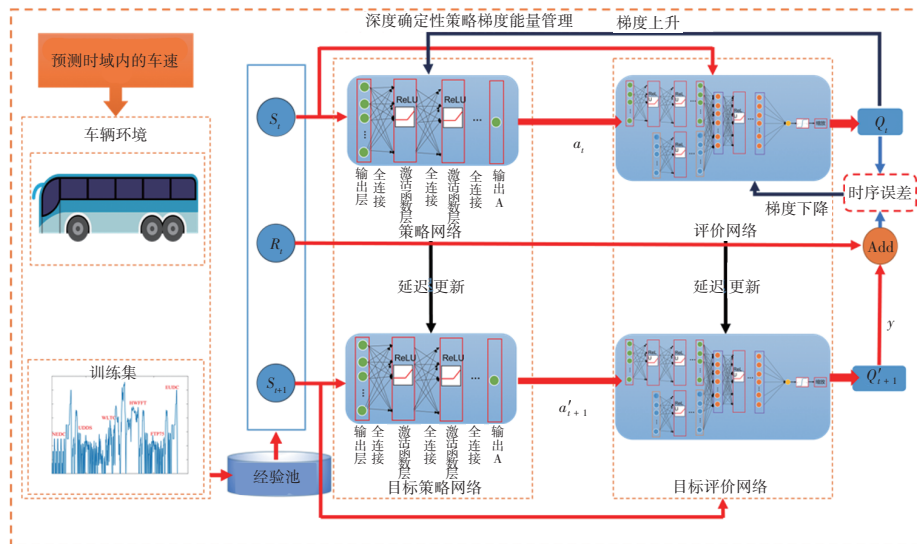 深度确定性策略梯度能量管理
梯度上升
预测时域内的车速
车辆环境
训练集
NEDC
UDDS
WLTC
HWFFT
FTP75
EUDC
经验池
S_t
R_t
S_{t+1}
ReLU
ReLU
...
输出层
全连接
激活函数层
全连接
激活函数层
全连接
输出A
策略网络
延迟 更新
ReLU
ReLU
...
输出层
全连接
激活函数层
全连接
激活函数层
全连接
输出A
目标策略网络
a_t
a'_{t+1}
评价网络
延迟 更新
目标评价网络
Q_t
时序误差
梯度下降
Add
y
Q'_{t+1}